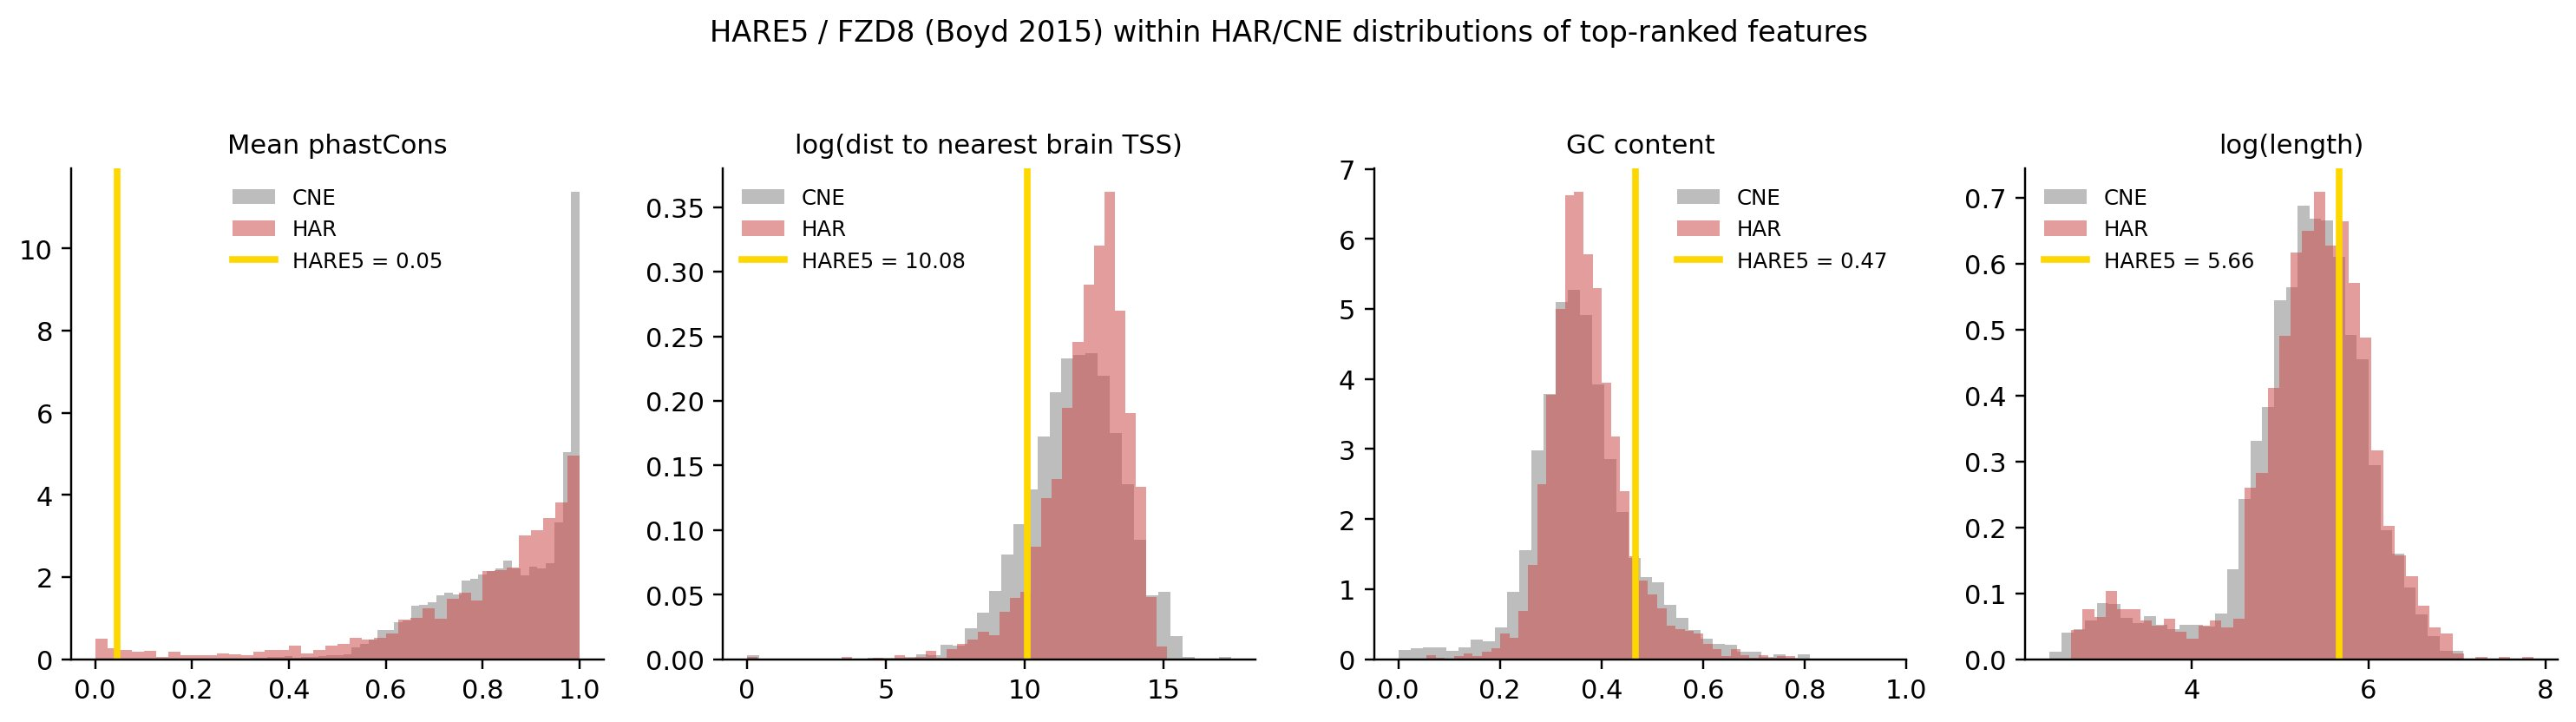 HARE5 / FZD8 (Boyd 2015) within HAR/CNE distributions of top-ranked features
Mean phastCons
CNE
HAR
HARE5 = 0.05
10
8
6
4
2
0
0.0 0.2 0.4 0.6 0.8 1.0
log(dist to nearest brain TSS)
CNE
HAR
HARE5 = 10.08
0.35
0.30
0.25
0.20
0.15
0.10
0.05
0.00
0 5 10 15
GC content
CNE
HAR
HARE5 = 0.47
7
6
5
4
3
2
1
0
0.0 0.2 0.4 0.6 0.8 1.0
log(length)
CNE
HAR
HARE5 = 5.66
0.7
0.6
0.5
0.4
0.3
0.2
0.1
0.0
4 6 8